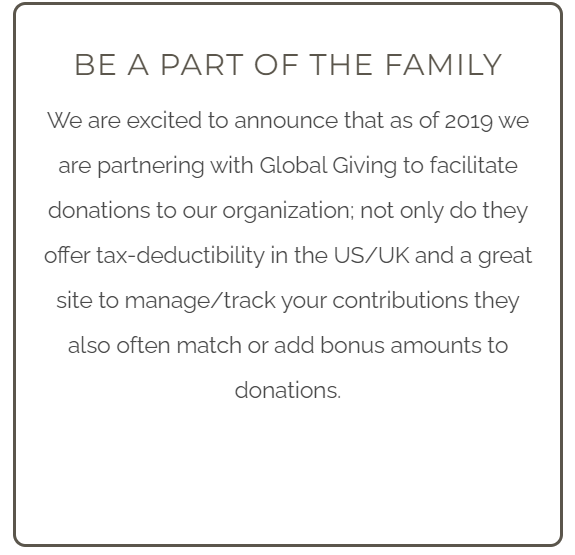 BE A PART OF THE FAMILY
We are excited to announce that as of 2019 we
are partnering with Global Giving to facilitate
donations to our organization; not only do they
offer tax-deductibility in the US/UK and a great
site to manage/track your contributions they
also often match or add bonus amounts to
donations.